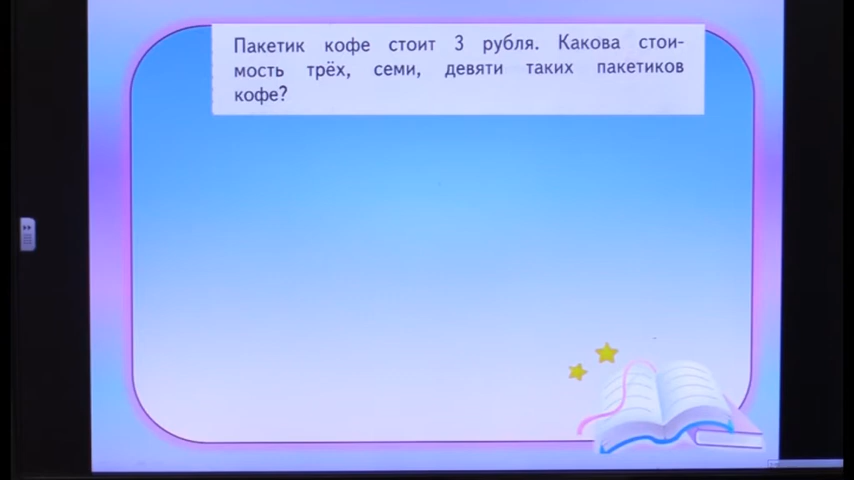 Пакетик кофе стоит 3 рубля. Какова стои-
мость трёх, семи, девяти таких пакетиков
кофе?